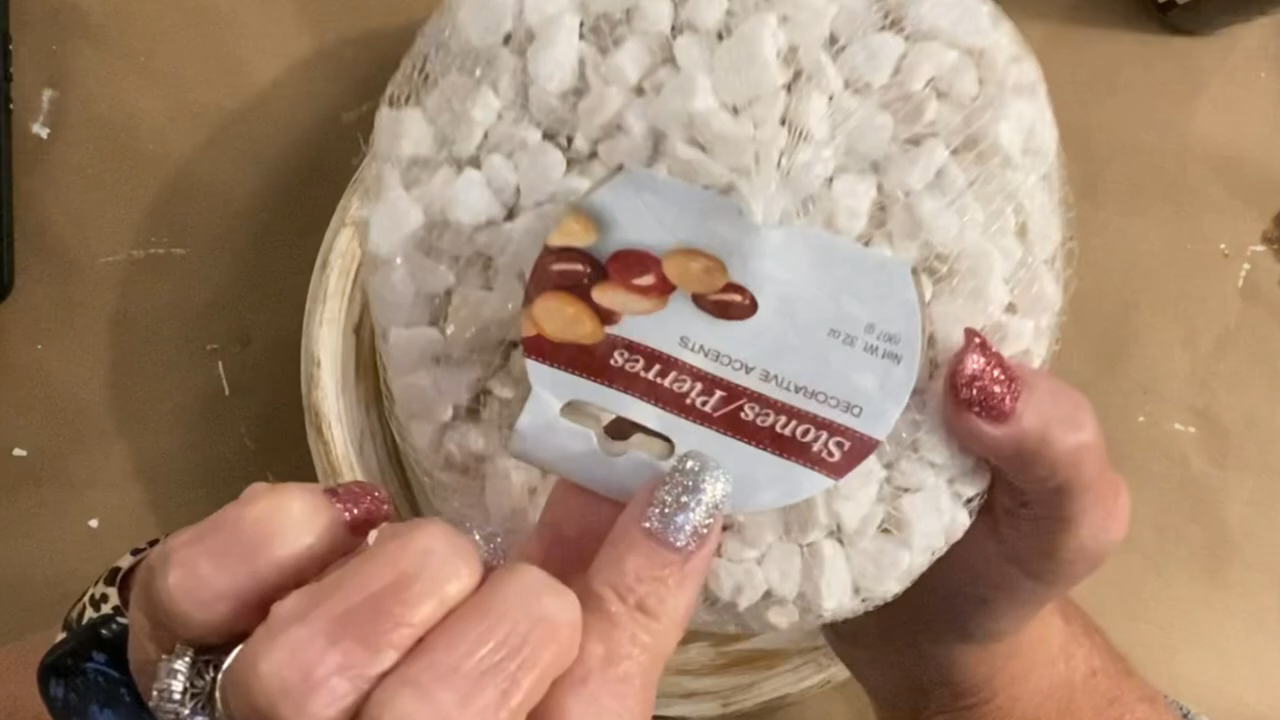 Stones/Pierres
DECORATIVE ACCENTS
Net Wt. 32 oz
(907 g)